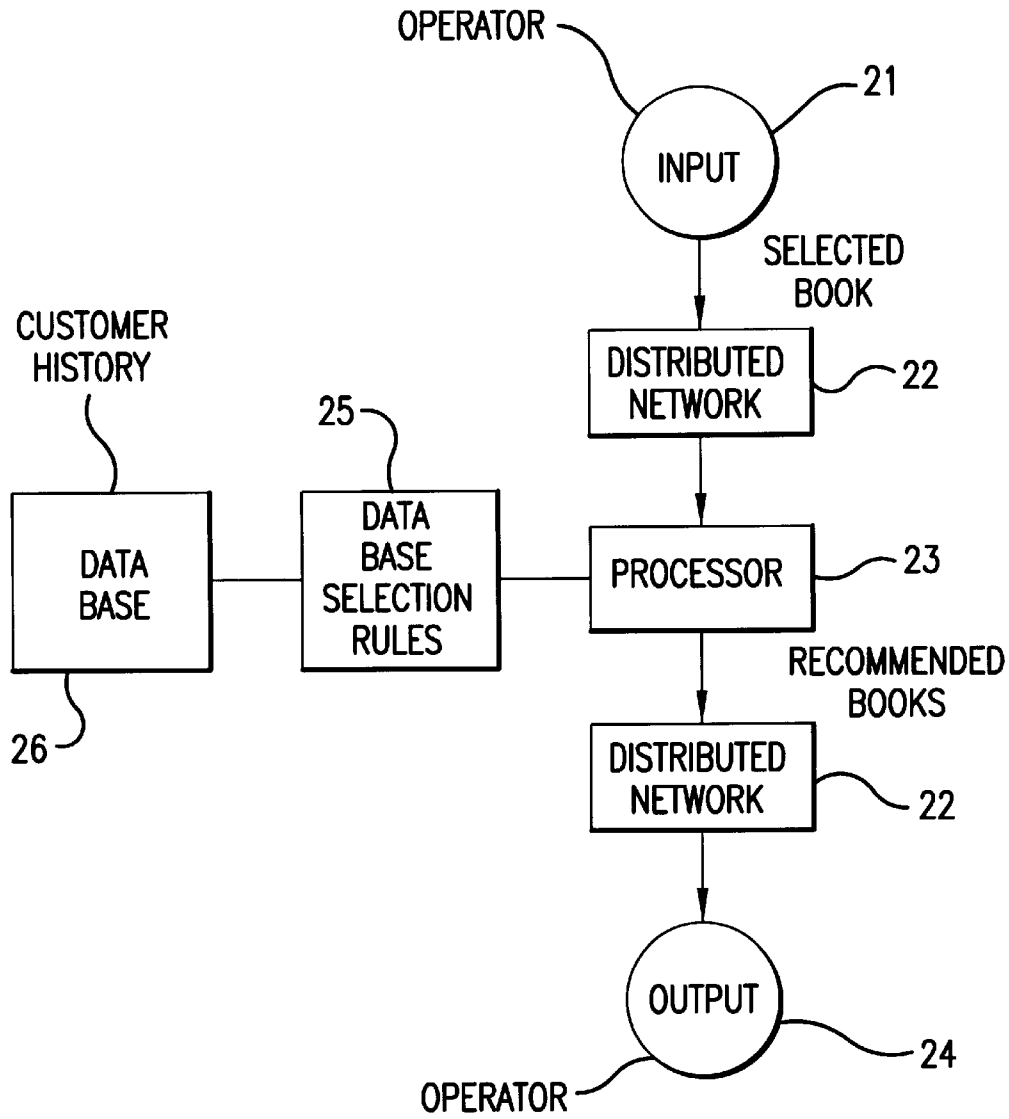 OPERATOR
21
INPUT
SELECTED
BOOK
CUSTOMER
HISTORY
DISTRIBUTED
NETWORK
22
25
DATA
BASE
DATA
BASE
SELECTION
RULES
PROCESSOR
23
RECOMMENDED
BOOKS
26
DISTRIBUTED
NETWORK
22
OUTPUT
24
OPERATOR